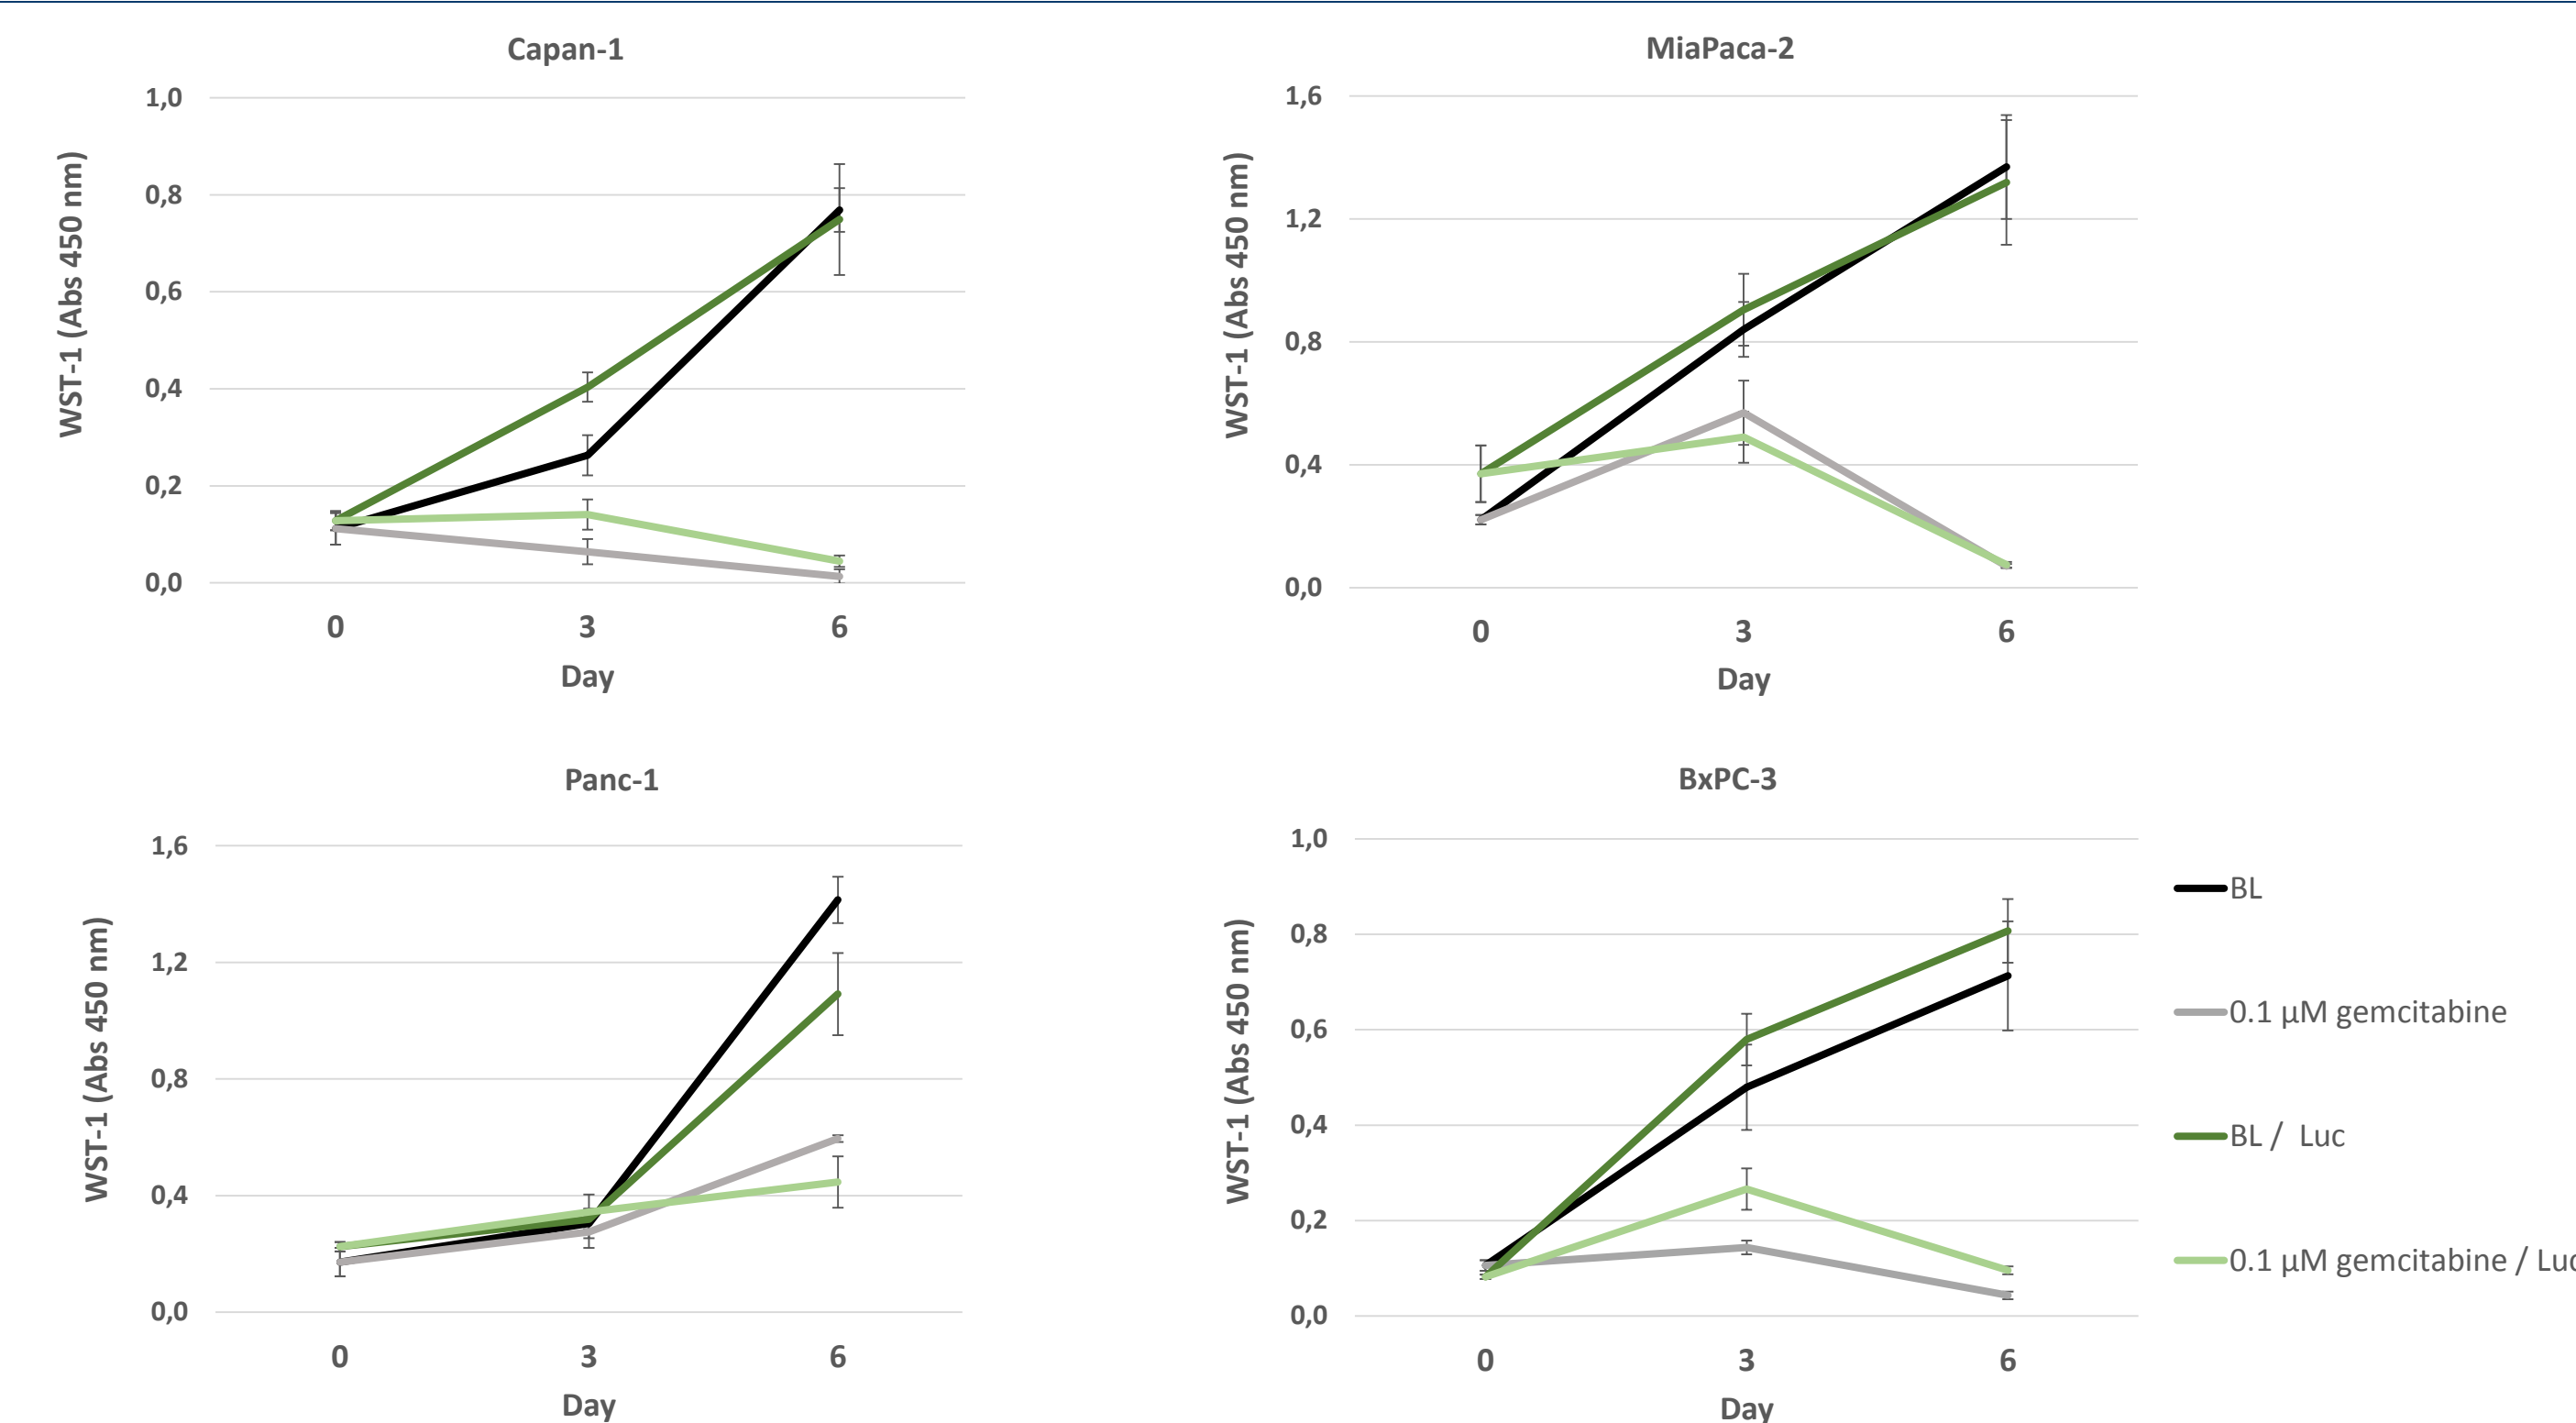 Capan-1
WST-1 (Abs 450 nm)
1,0
0,8
0,6
0,4
0,2
0,0
0 3 6
Day
MiaPaca-2
WST-1 (Abs 450 nm)
1,6
1,2
0,8
0,4
0,0
0 3 6
Day
Panc-1
WST-1 (Abs 450 nm)
1,6
1,2
0,8
0,4
0,0
0 3 6
Day
BxPC-3
WST-1 (Abs 450 nm)
1,0
0,8
0,6
0,4
0,2
0,0
0 3 6
Day
BL
0.1 µM gemcitabine
BL / Luc
0.1 µM gemcitabine / Luc